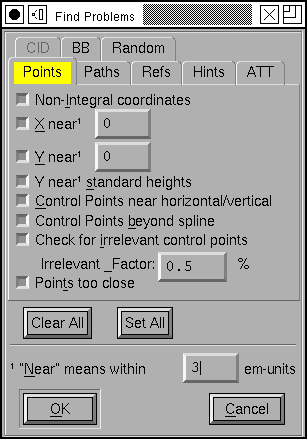 Find Problems
CID BB Random
Points Paths Refs Hints ATT
Non-Integral coordinates
X near¹ 0
Y near¹ 0
Y near¹ standard heights
Control Points near horizontal/vertical
Control Points beyond spline
Check for irrelevant control points
Irrelevant _Factor: 0.5 %
Points too close
Clear All Set All
¹ "Near" means within 3 em-units
OK Cancel